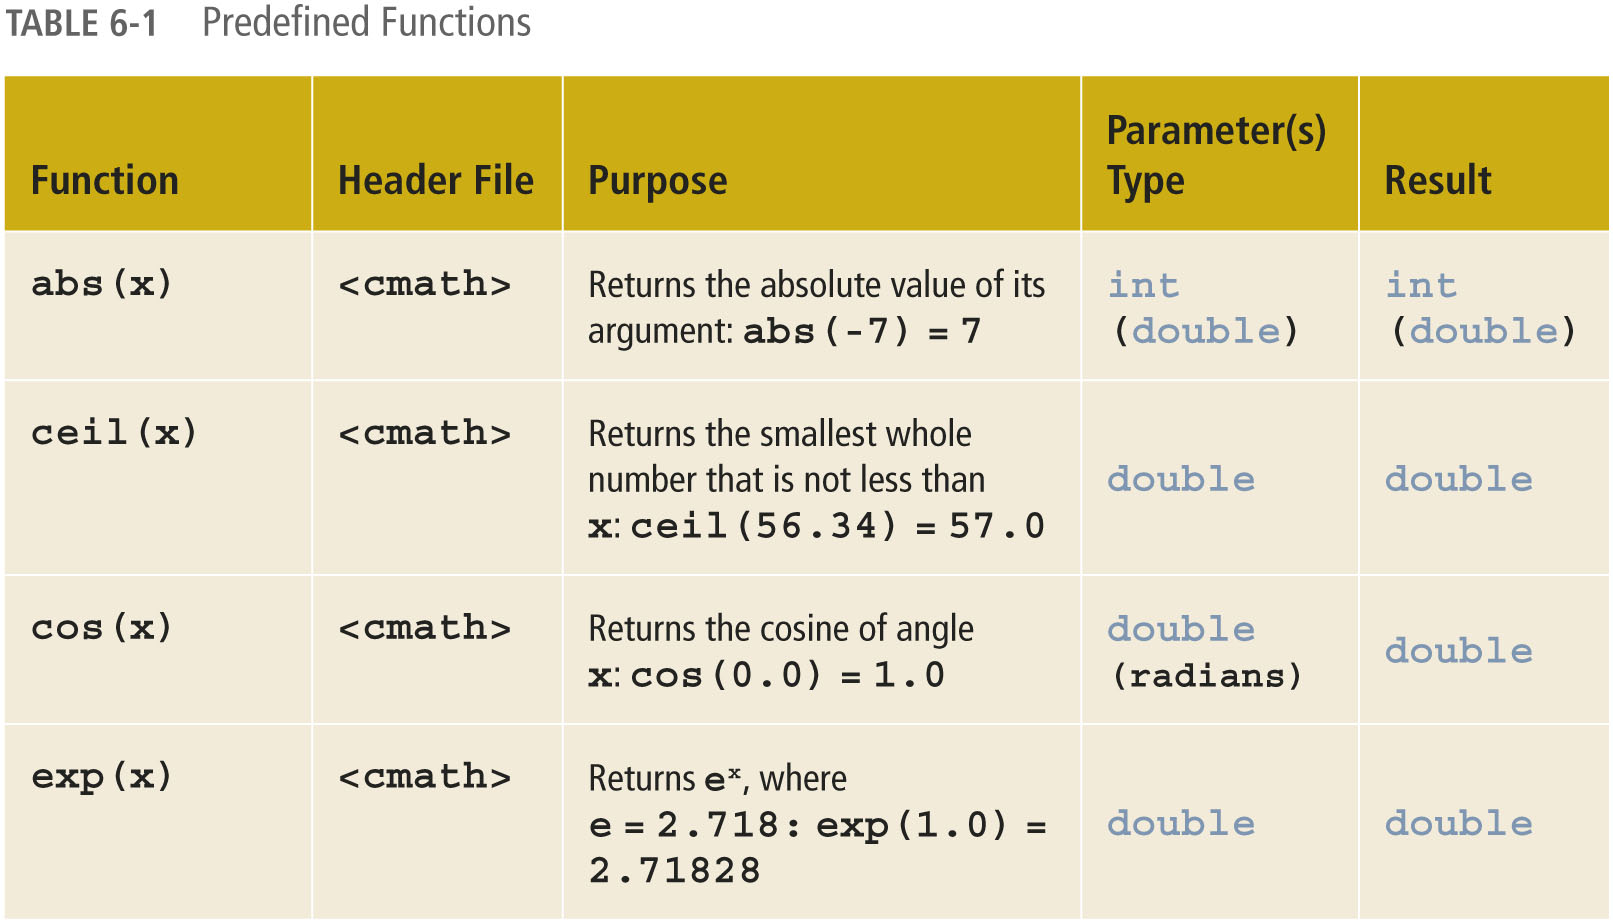 TABLE 6-1 Predefined Functions
Function Header File Purpose Parameter(s) Type Result
abs(x) <cmath> Returns the absolute value of its int int
argument: abs(-7) = 7 (double) (double)
ceil(x) <cmath> Returns the smallest whole
number that is not less than double double
x: ceil(56.34) = 57.0
cos(x) <cmath> Returns the cosine of angle double double
x: cos(0.0) = 1.0 (radians)
exp(x) <cmath> Returns eˣ, where
e = 2.718: exp(1.0) = double double
2.71828